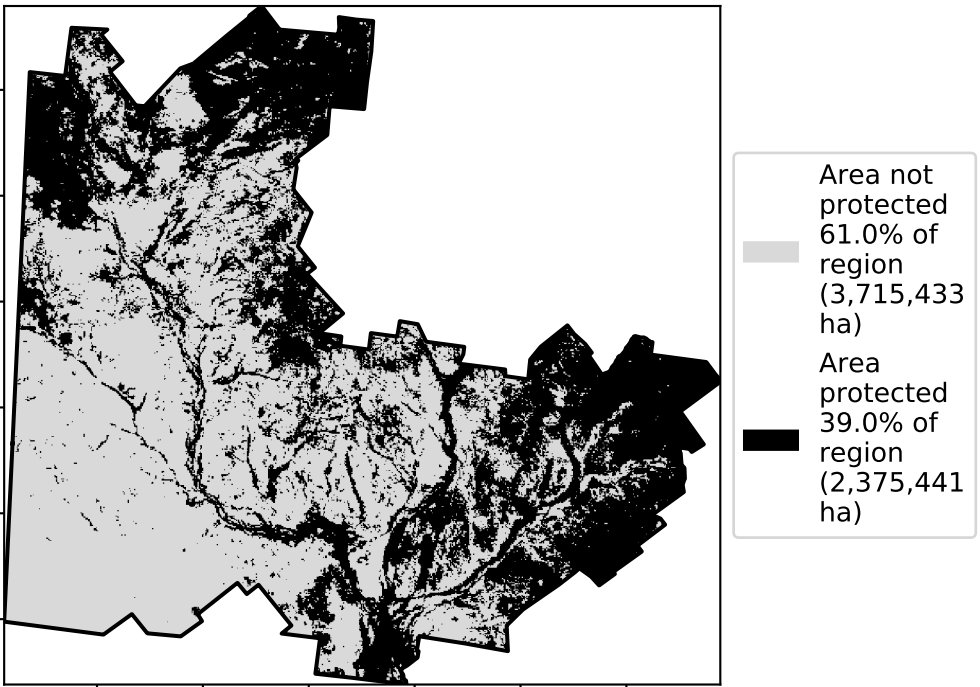 Area not
protected
61.0% of
region
(3,715,433
ha)
Area
protected
39.0% of
region
(2,375,441
ha)